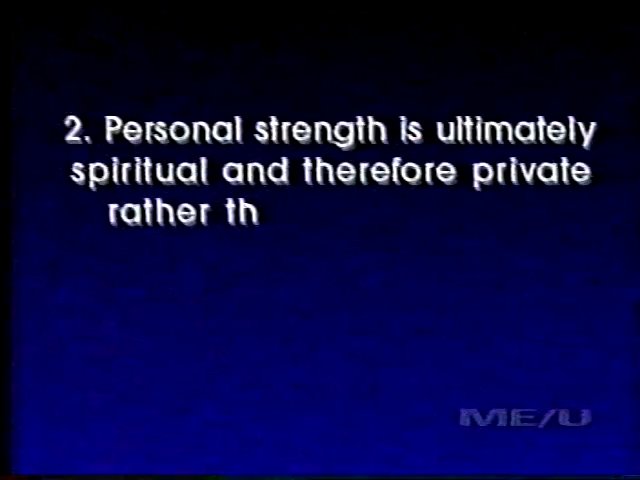 2. Personal strength is ultimately
spiritual and therefore private
rather th
ME/U